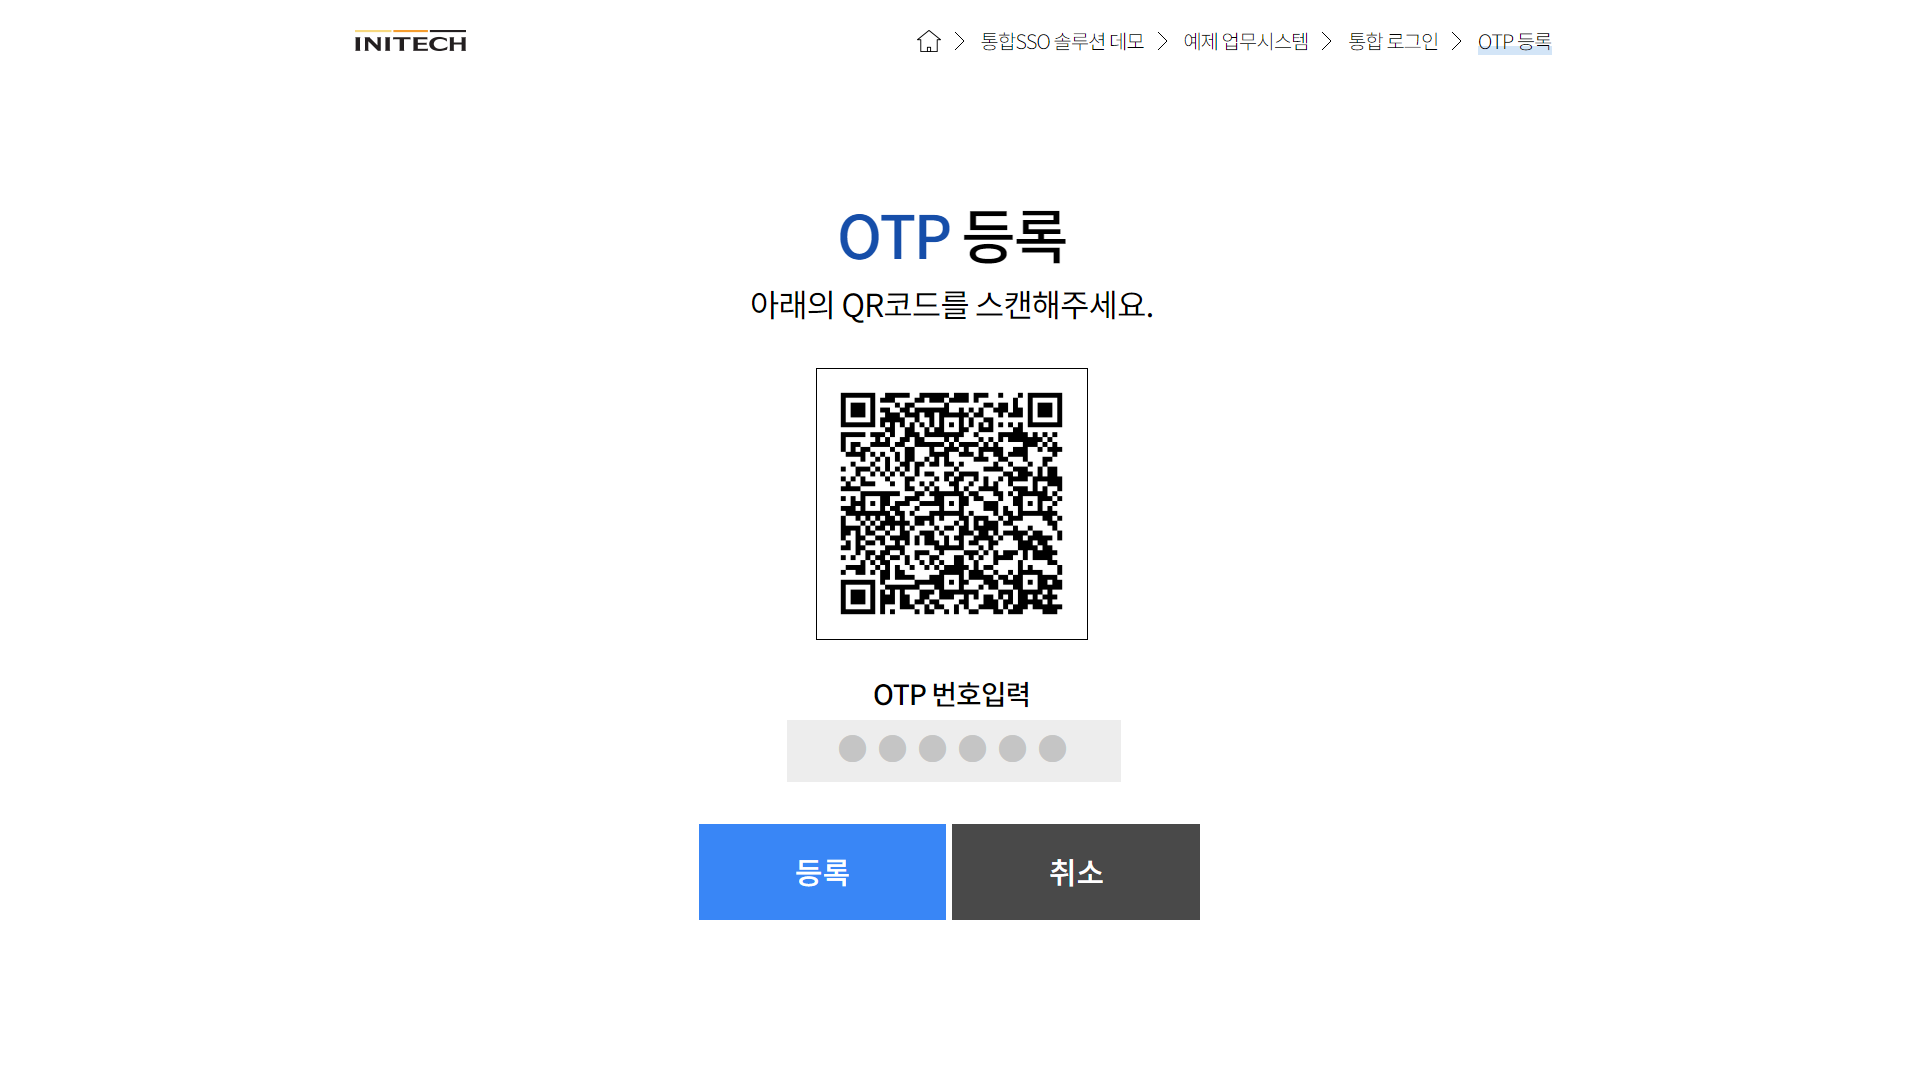 INITECH
통합SSO 솔루션 데모 예제 업무시스템 통합 로그인 OTP 등록
OTP 등록
아래의 QR코드를 스캔해주세요.
OTP 번호입력
등록 취소